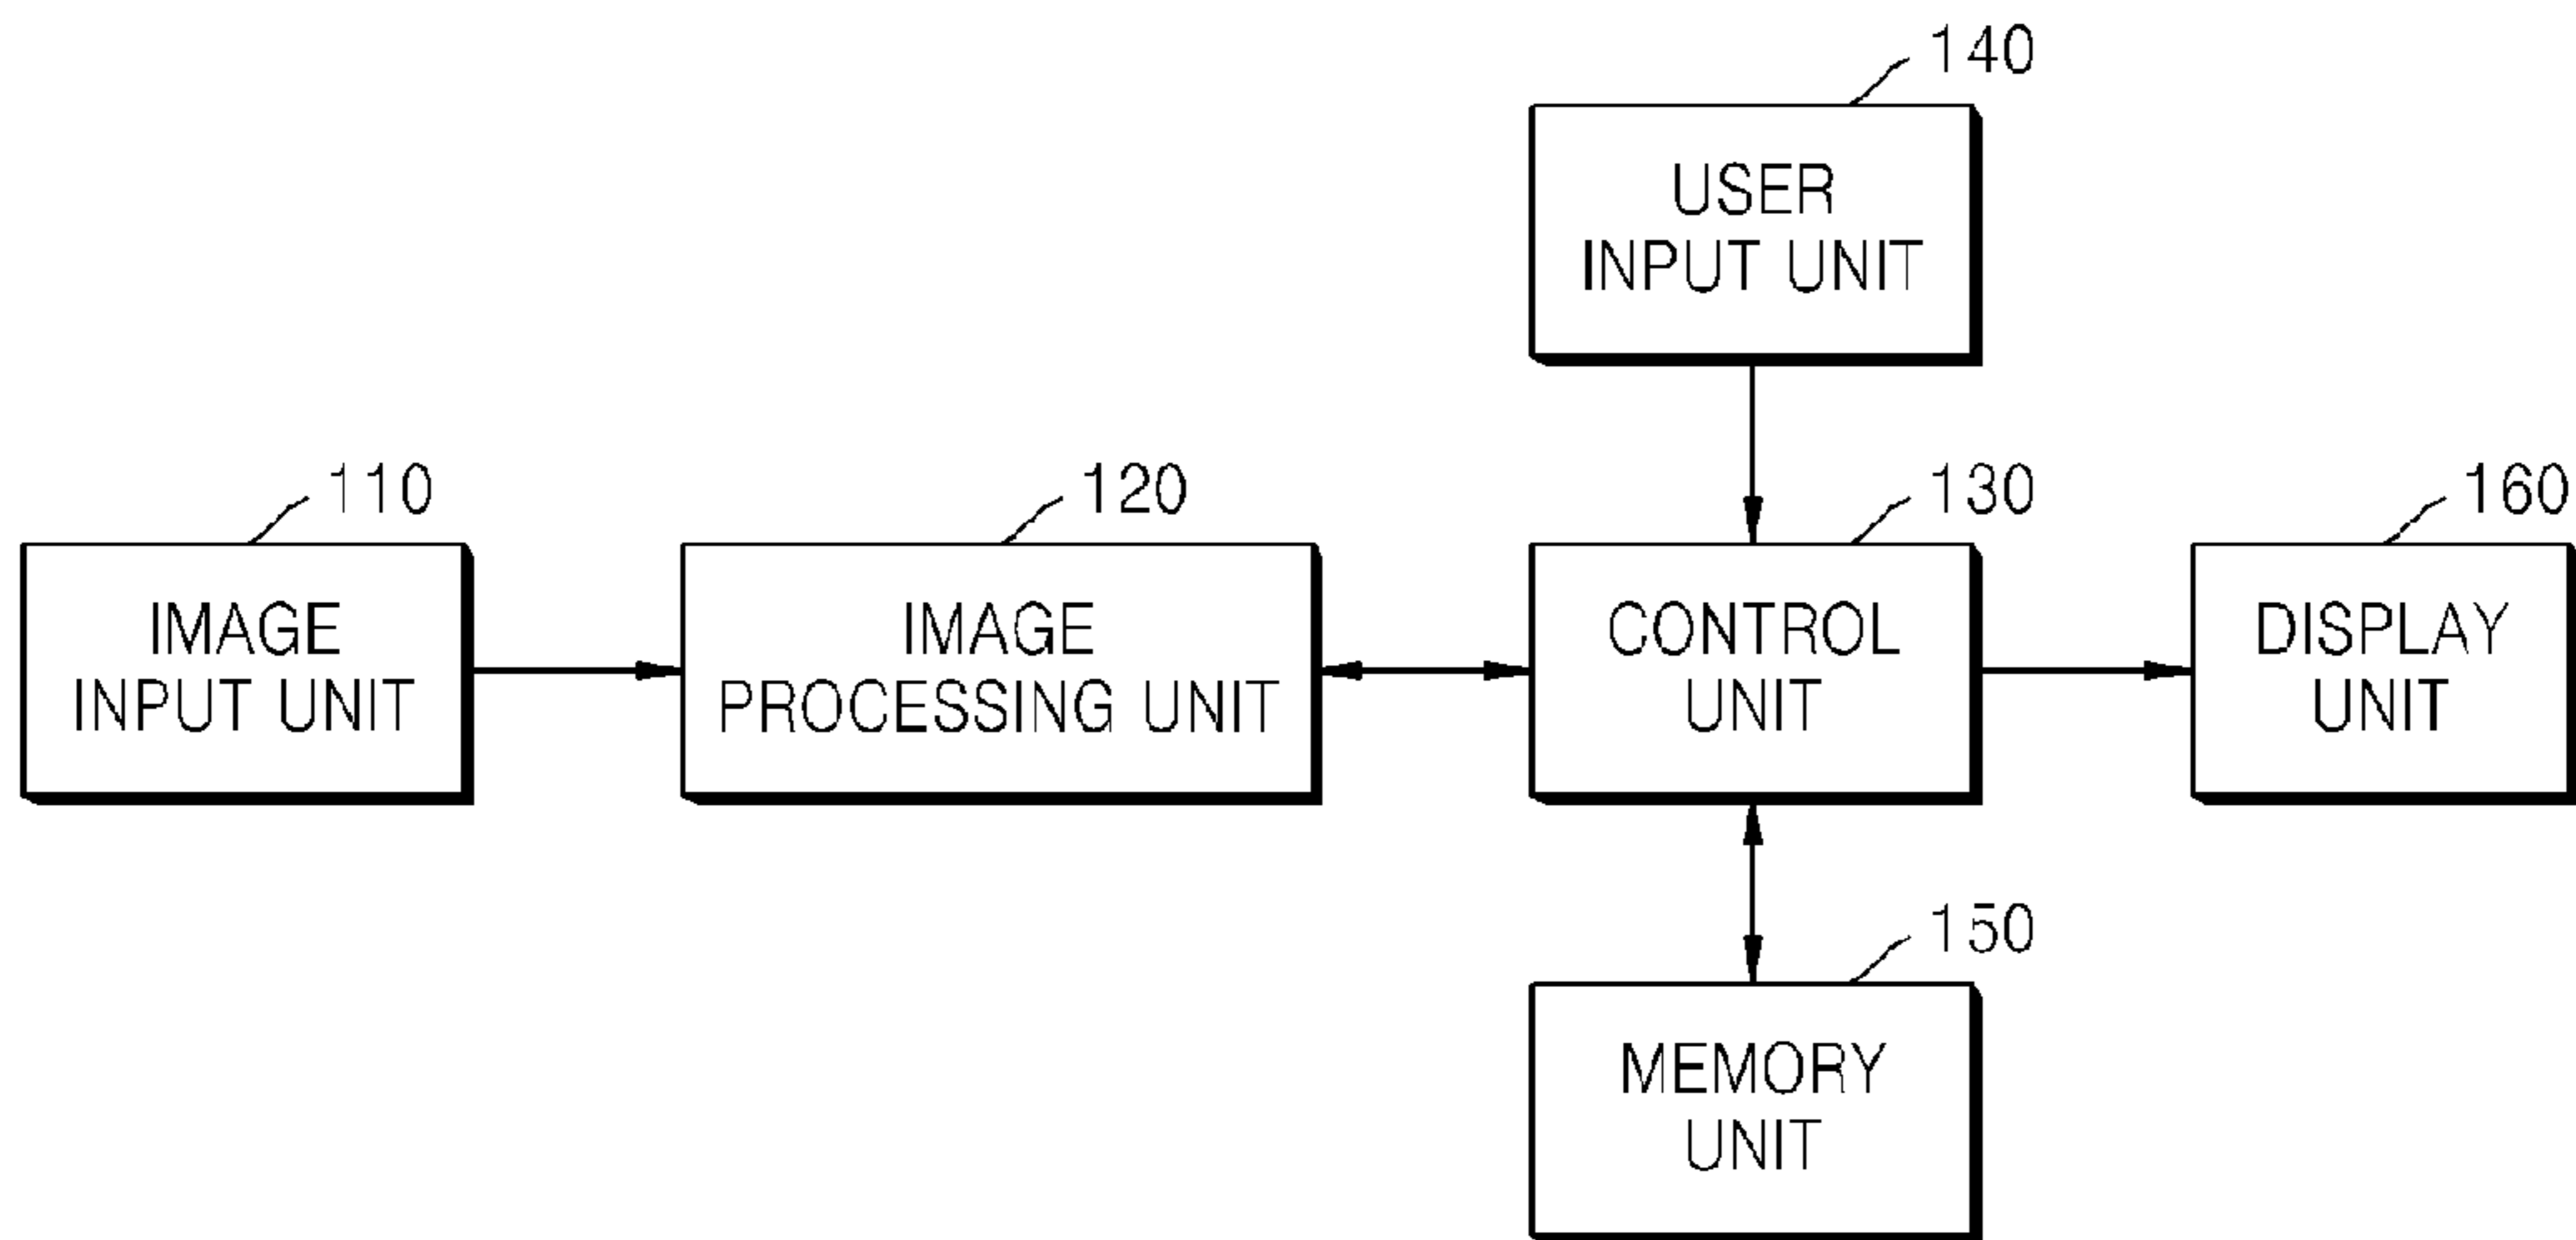 140
USER
INPUT UNIT
110
120
130
160
IMAGE
INPUT UNIT
IMAGE
PROCESSING UNIT
CONTROL
UNIT
DISPLAY
UNIT
150
MEMORY
UNIT